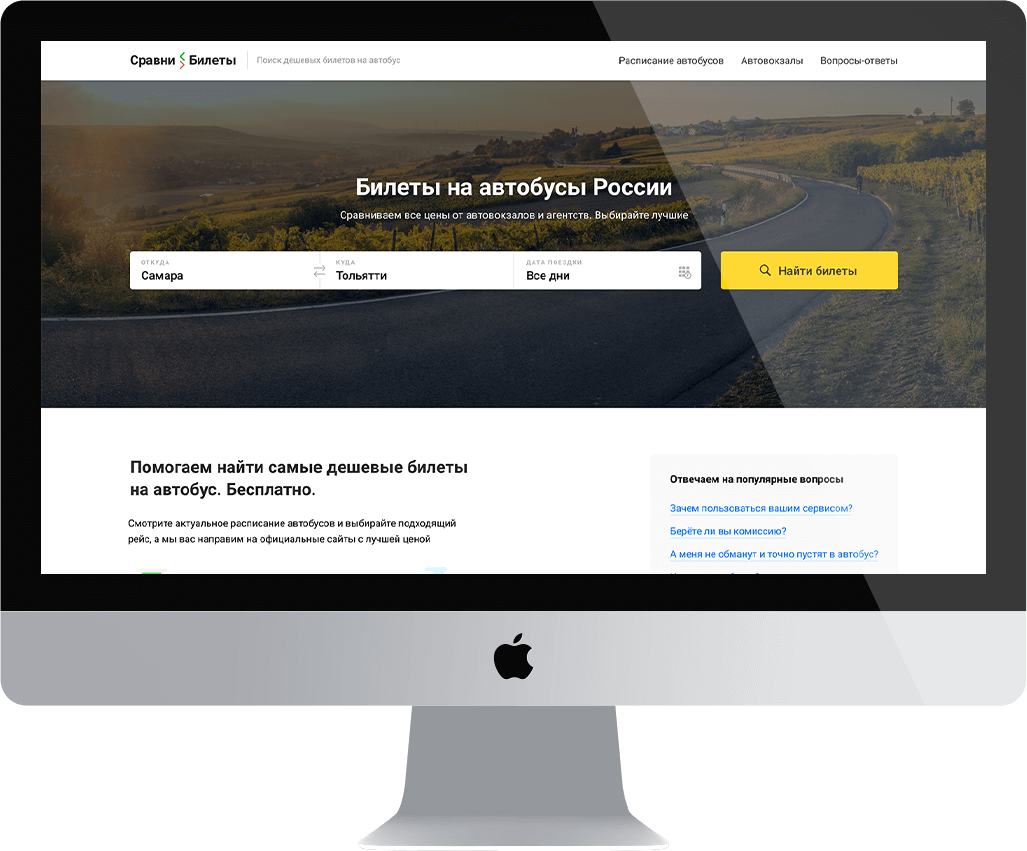 Сравни Билеты
Поиск дешевых билетов на автобус
Расписание автобусов
Автовокзалы
Вопросы-ответы
Билеты на автобусы России
Сравниваем все цены от автовокзалов и агентств. Выбирайте лучшие
ОТКУДА
Самара
КУДА
Тольятти
ДАТА ПОЕЗДКИ
Все дни
Найти билеты
Помогаем найти самые дешевые билеты
на автобус. Бесплатно.
Смотрите актуальное расписание автобусов и выбирайте подходящий
рейс, а мы вас направим на официальные сайты с лучшей ценой
Отвечаем на популярные вопросы
Зачем пользоваться вашим сервисом?
Берёте ли вы комиссию?
А меня не обманут и точно пустят в автобус?